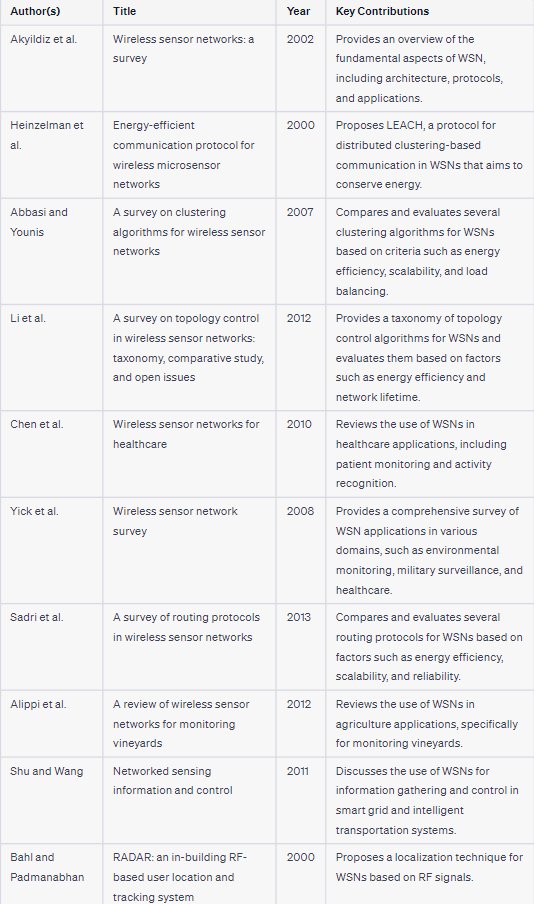 Author(s) Title Year Key Contributions
Akyildiz et al. Wireless sensor networks: a 2002 Provides an overview of the
survey fundamental aspects of WSN,
including architecture, protocols,
and applications.
Heinzelman et Energy-efficient 2000 Proposes LEACH, a protocol for
al. communication protocol for distributed clustering-based
wireless microsensor communication in WSNs that aims to
networks conserve energy.
Abbasi and A survey on clustering 2007 Compares and evaluates several
Younis algorithms for wireless sensor clustering algorithms for WSNs
networks based on criteria such as energy
efficiency, scalability, and load
balancing.
Li et al. A survey on topology control 2012 Provides a taxonomy of topology
in wireless sensor networks: control algorithms for WSNs and
taxonomy, comparative study, evaluates them based on factors
and open issues such as energy efficiency and
network lifetime.
Chen et al. Wireless sensor networks for 2010 Reviews the use of WSNs in
healthcare healthcare applications, including
patient monitoring and activity
recognition.
Yick et al. Wireless sensor network 2008 Provides a comprehensive survey of
survey WSN applications in various
domains, such as environmental
monitoring, military surveillance, and
healthcare.
Sadri et al. A survey of routing protocols 2013 Compares and evaluates several
in wireless sensor networks routing protocols for WSNs based on
factors such as energy efficiency,
scalability, and reliability.
Alippi et al. A review of wireless sensor 2012 Reviews the use of WSNs in
networks for monitoring agriculture applications, specifically
vineyards for monitoring vineyards.
Shu and Wang Networked sensing 2011 Discusses the use of WSNs for
information and control information gathering and control in
smart grid and intelligent
transportation systems.
Bahl and RADAR: an in-building RF- 2000 Proposes a localization technique for
Padmanabhan based user location and WSNs based on RF signals.
tracking system